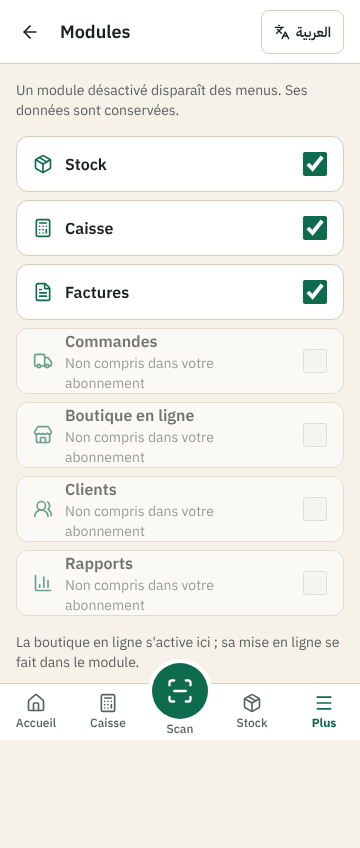 Modules
العربية
Un module désactivé disparaît des menus. Ses
données sont conservées.
Stock
Caisse
Factures
Commandes
Non compris dans votre
abonnement
Boutique en ligne
Non compris dans votre
abonnement
Clients
Non compris dans votre
abonnement
Rapports
Non compris dans votre
abonnement
La boutique en ligne s'active ici ; sa mise en ligne se
fait dans le module.
Accueil
Caisse
Scan
Stock
Plus